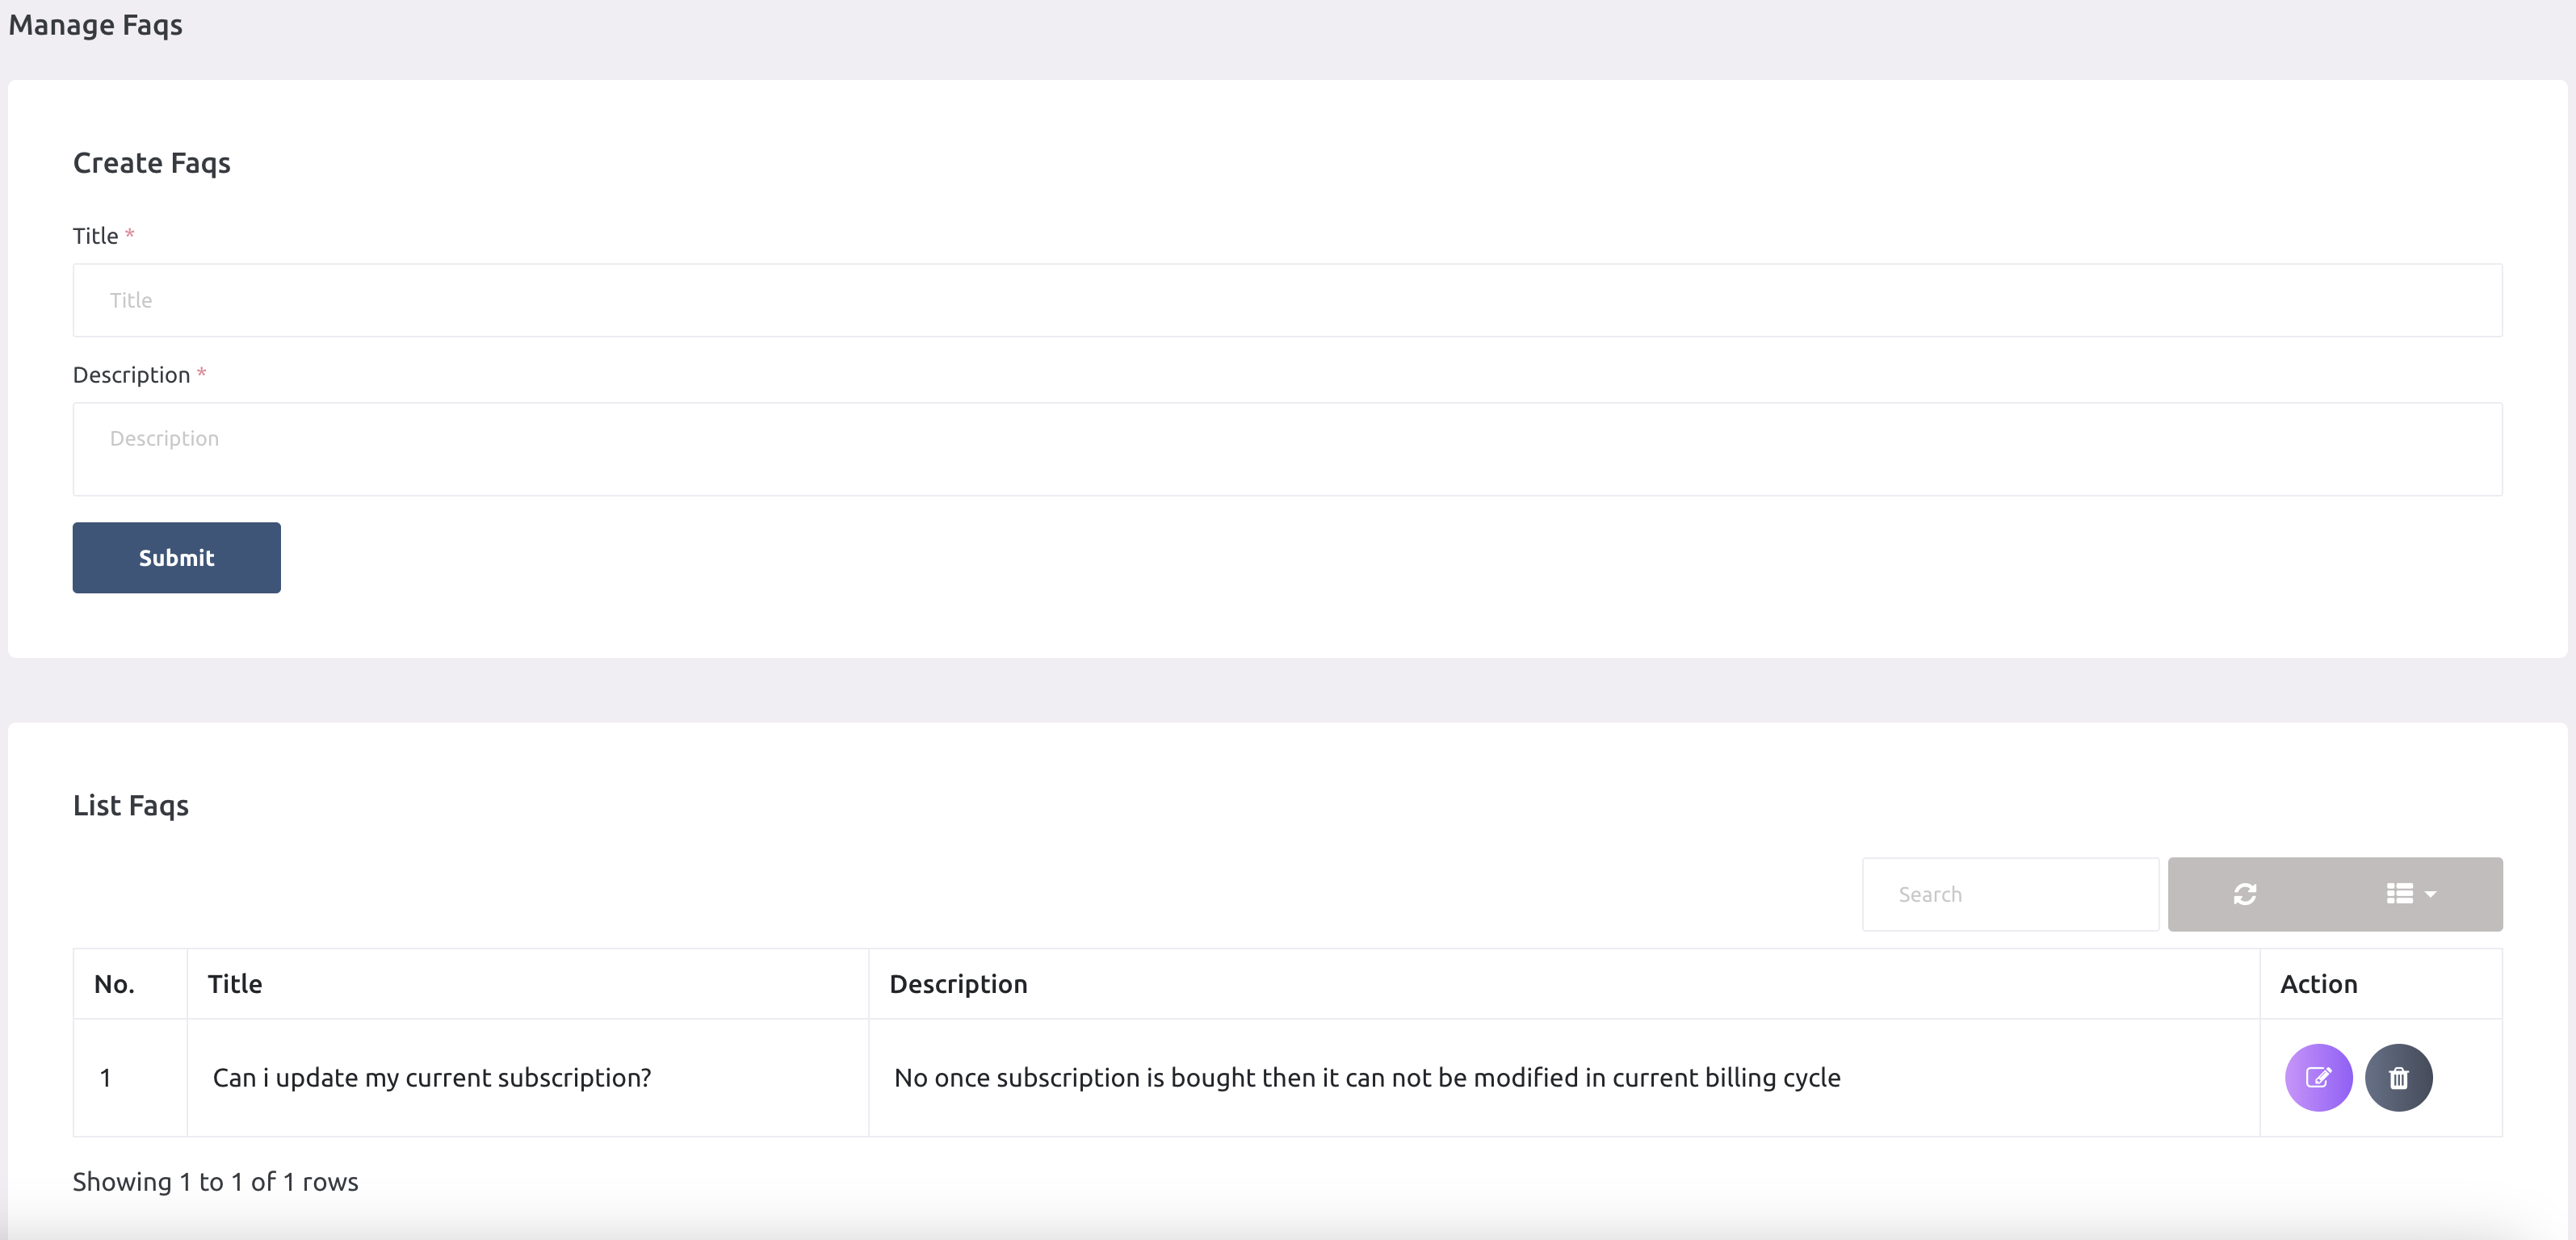 Manage Faqs
Create Faqs
Title *
Title
Description *
Description
Submit
List Faqs
Search
No. Title Description Action
1 Can i update my current subscription? No once subscription is bought then it can not be modified in current billing cycle
Showing 1 to 1 of 1 rows